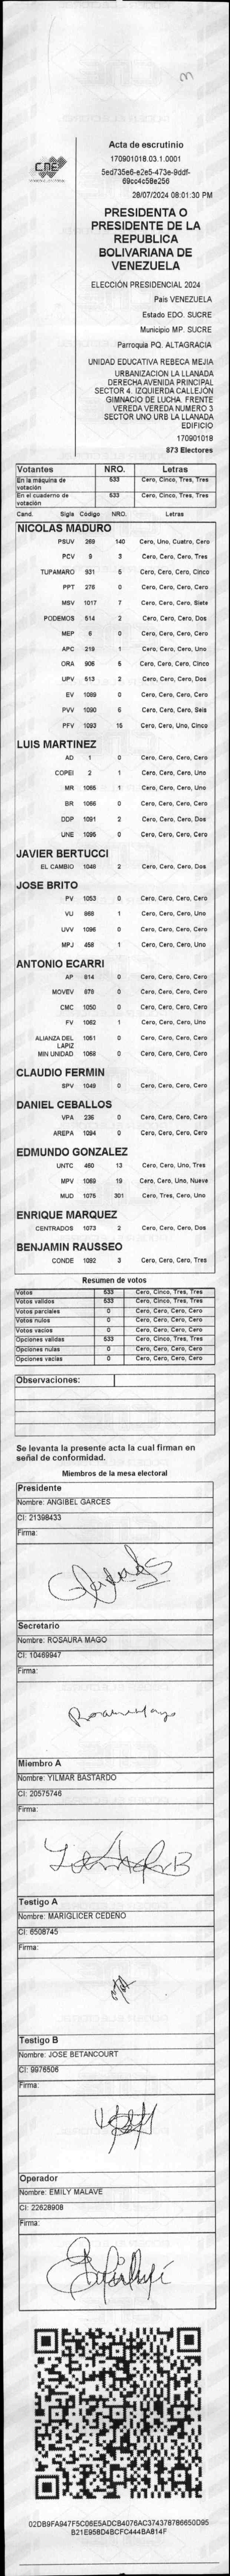 3
CNE
Acta de escrutinio
170901018.03.1.0001
5ed735e6-e2e5-473e-9ddf-
69cc4c58e256
28/07/2024 08:01:30 PM
PRESIDENTA O
PRESIDENTE DE LA
REPUBLICA
BOLIVARIANA DE
VENEZUELA
ELECCIÓN PRESIDENCIAL 2024
País VENEZUELA
Estado EDO. SUCRE
Municipio MP. SUCRE
Parroquia PQ. ALTAGRACIA
UNIDAD EDUCATIVA REBECA MEJIA
URBANIZACION LA LLANADA
DERECHA AVENIDA PRINCIPAL
SECTOR 4. IZQUIERDA CALLEJÓN
GIMNACIO DE LUCHA. FRENTE
VEREDA VEREDA NUMERO 3
SECTOR UNO URB LA LLANADA
EDIFICIO
170901018
873 Electores
Votantes NRO. Letras
En la máquina de votación 533 Cero, Cinco, Tres, Tres
En el cuaderno de votación 533 Cero, Cinco, Tres, Tres
Cand. Sigla Código NRO. Letras
NICOLAS MADURO
PSUV 269 140 Cero, Uno, Cuatro, Cero
PCV 9 3 Cero, Cero, Cero, Tres
TUPAMARO 931 5 Cero, Cero, Cero, Cinco
PPT 276 0 Cero, Cero, Cero, Cero
MSV 1017 7 Cero, Cero, Cero, Siete
PODEMOS 514 2 Cero, Cero, Cero, Dos
MEP 6 0 Cero, Cero, Cero, Cero
APC 219 1 Cero, Cero, Cero, Uno
ORA 906 5 Cero, Cero, Cero, Cinco
UPV 513 2 Cero, Cero, Cero, Dos
EV 1089 0 Cero, Cero, Cero, Cero
PVV 1090 6 Cero, Cero, Cero, Seis
PFV 1093 15 Cero, Cero, Uno, Cinco
LUIS MARTINEZ
AD 1 0 Cero, Cero, Cero, Cero
COPEI 2 1 Cero, Cero, Cero, Uno
MR 1065 1 Cero, Cero, Cero, Uno
BR 1066 0 Cero, Cero, Cero, Cero
DDP 1091 2 Cero, Cero, Cero, Dos
UNE 1095 0 Cero, Cero, Cero, Cero
JAVIER BERTUCCI
EL CAMBIO 1046 2 Cero, Cero, Cero, Dos
JOSE BRITO
PV 1053 0 Cero, Cero, Cero, Cero
VU 968 1 Cero, Cero, Cero, Uno
UVV 1096 0 Cero, Cero, Cero, Cero
MPJ 458 1 Cero, Cero, Cero, Uno
ANTONIO ECARRI
AP 814 0 Cero, Cero, Cero, Cero
MOVEV 878 0 Cero, Cero, Cero, Cero
CMC 1050 0 Cero, Cero, Cero, Cero
FV 1062 1 Cero, Cero, Cero, Uno
ALIANZA DEL LAPIZ 1061 0 Cero, Cero, Cero, Cero
MIN UNIDAD 1068 0 Cero, Cero, Cero, Cero
CLAUDIO FERMIN
SPV 1049 0 Cero, Cero, Cero, Cero
DANIEL CEBALLOS
VPA 236 0 Cero, Cero, Cero, Cero
AREPA 1094 0 Cero, Cero, Cero, Cero
EDMUNDO GONZALEZ
UNTC 460 13 Cero, Cero, Uno, Tres
MPV 1069 19 Cero, Cero, Uno, Nueve
MUD 1075 301 Cero, Tres, Cero, Uno
ENRIQUE MARQUEZ
CENTRADOS 1073 2 Cero, Cero, Cero, Dos
BENJAMIN RAUSSEO
CONDE 1092 3 Cero, Cero, Cero, Tres
Resumen de votos
Votos 533 Cero, Cinco, Tres, Tres
Votos validos 533 Cero, Cinco, Tres, Tres
Votos parciales 0 Cero, Cero, Cero, Cero
Votos nulos 0 Cero, Cero, Cero, Cero
Votos vacios 0 Cero, Cero, Cero, Cero
Opciones validas 533 Cero, Cinco, Tres, Tres
Opciones nulas 0 Cero, Cero, Cero, Cero
Opciones vacias 0 Cero, Cero, Cero, Cero
Observaciones:
Se levanta la presente acta la cual firman en
señal de conformidad.
Miembros de la mesa electoral
Presidente
Nombre: ANGIBEL GARCES
CI: 21398433
Firma:
Secretario
Nombre: ROSAURA MAGO
CI: 10469947
Firma:
Rosaura Mago
Miembro A
Nombre: YILMAR BASTARDO
CI: 20575746
Firma:
Testigo A
Nombre: MARIGLICER CEDEÑO
CI: 6508745
Firma:
Testigo B
Nombre: JOSE BETANCOURT
CI: 9976506
Firma:
Operador
Nombre: EMILY MALAVE
CI: 22628908
Firma:
02DB9FA947F5C06E5ADCB4076AC374378786650D95
B21E958D4BCFC444BA814F